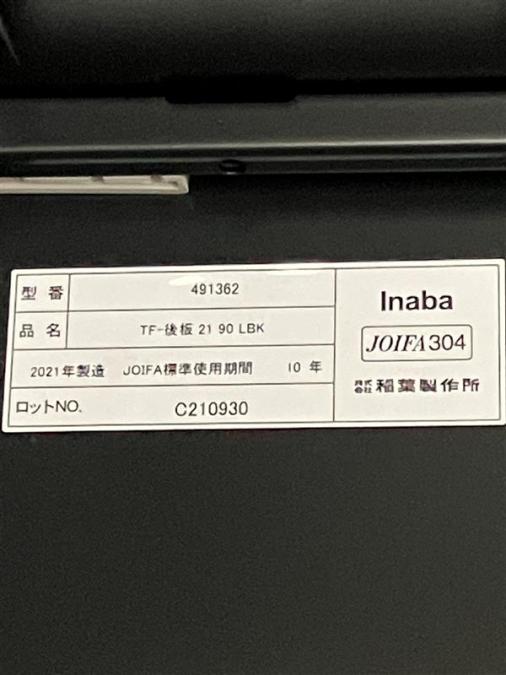 型番 491362
品名 TF-後板 21 90 LBK
2021年製造 JOIFA標準使用期間 10 年
ロットNO. C210930
Inaba
JOIFA304
株式会社 稲葉製作所